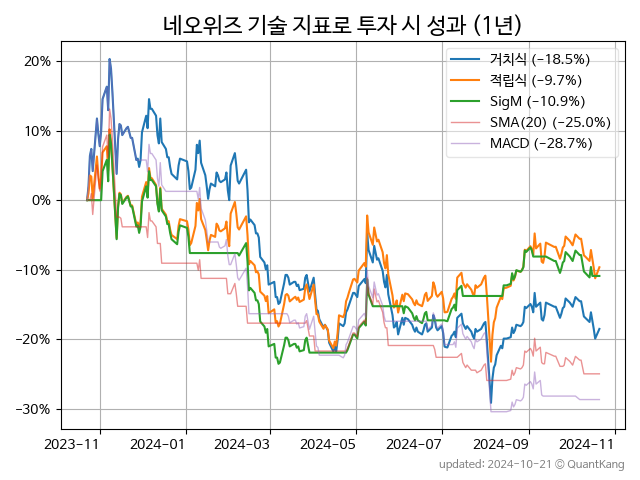 네오위즈 기술 지표로 투자 시 성과 (1년)
거치식 (−18.5%)
적립식 (−9.7%)
SigM (−10.9%)
SMA(20) (−25.0%)
MACD (−28.7%)
20%
10%
0%
−10%
−20%
−30%
2023-11 2024-01 2024-03 2024-05 2024-07 2024-09 2024-11
updated: 2024-10-21 © QuantKang